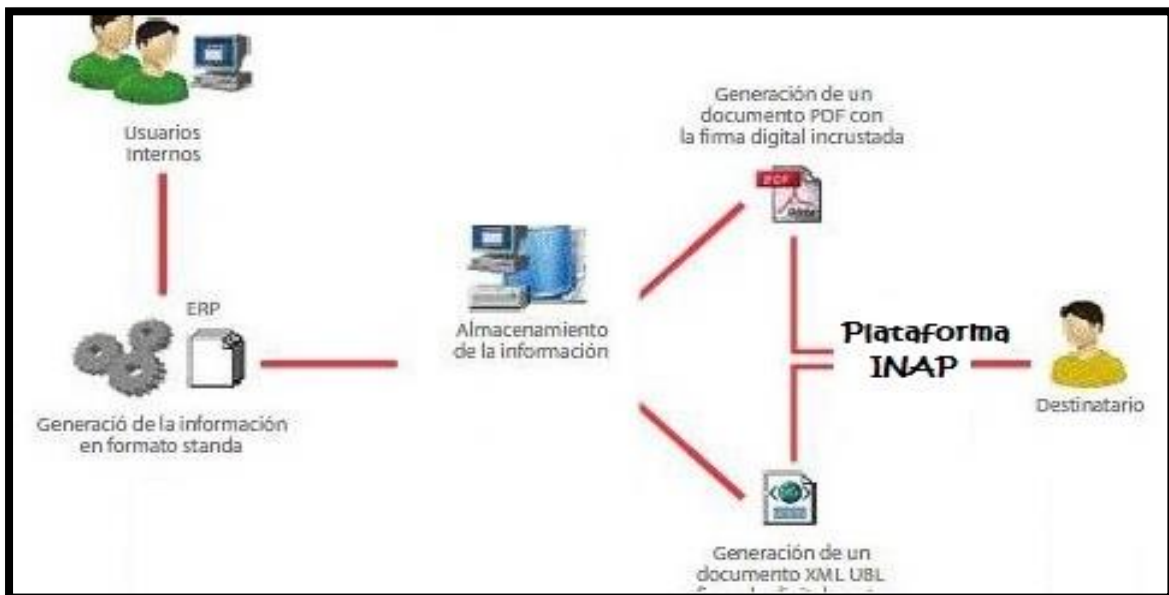 Usuarios
Internos
ERP
Generació de la información
en formato standa
Almacenamiento
de la información
Generación de un
documento PDF con
la firma digital incrustada
PDF
Adobe
Plataforma
INAP
Destinatario
Generación de un
documento XML UBL